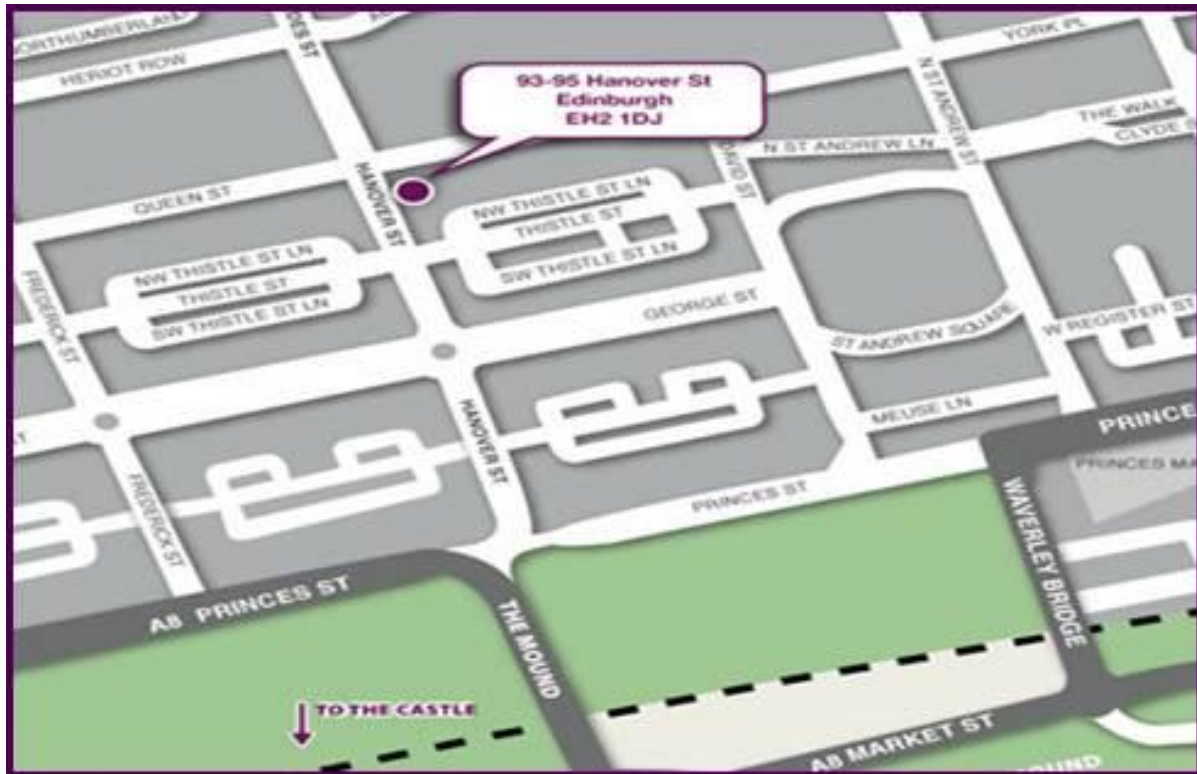 NORTHUMBERLAND
HERIOT ROW
YORK PL
93-95 Hanover St
Edinburgh
EH2 1DJ
N ST ANDREW ST
THE WALK
CLYDE
N ST ANDREW LN
DAVID ST
HANOVER ST
QUEEN ST
NW THISTLE ST LN
THISTLE ST
SW THISTLE ST LN
NW THISTLE ST LN
THISTLE ST
SW THISTLE ST LN
FREDERICK ST
GEORGE ST
ST ANDREW SQUARE
W REGISTER ST
MEUSE LN
HANOVER ST
PRINCE
PRINCES MA
FREDERICK ST
PRINCES ST
WAVERLEY BRIDGE
A8 PRINCES ST
THE MOUND
TO THE CASTLE
A8 MARKET ST
OUND